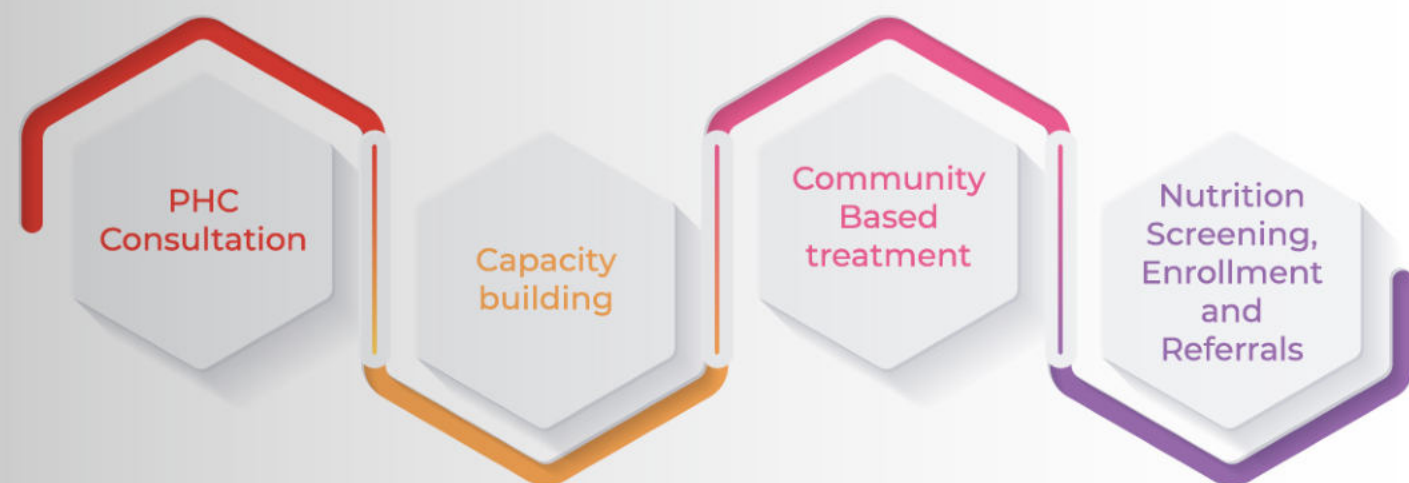 PHC
Consultation
Capacity
building
Community
Based
treatment
Nutrition
Screening,
Enrollment
and
Referrals